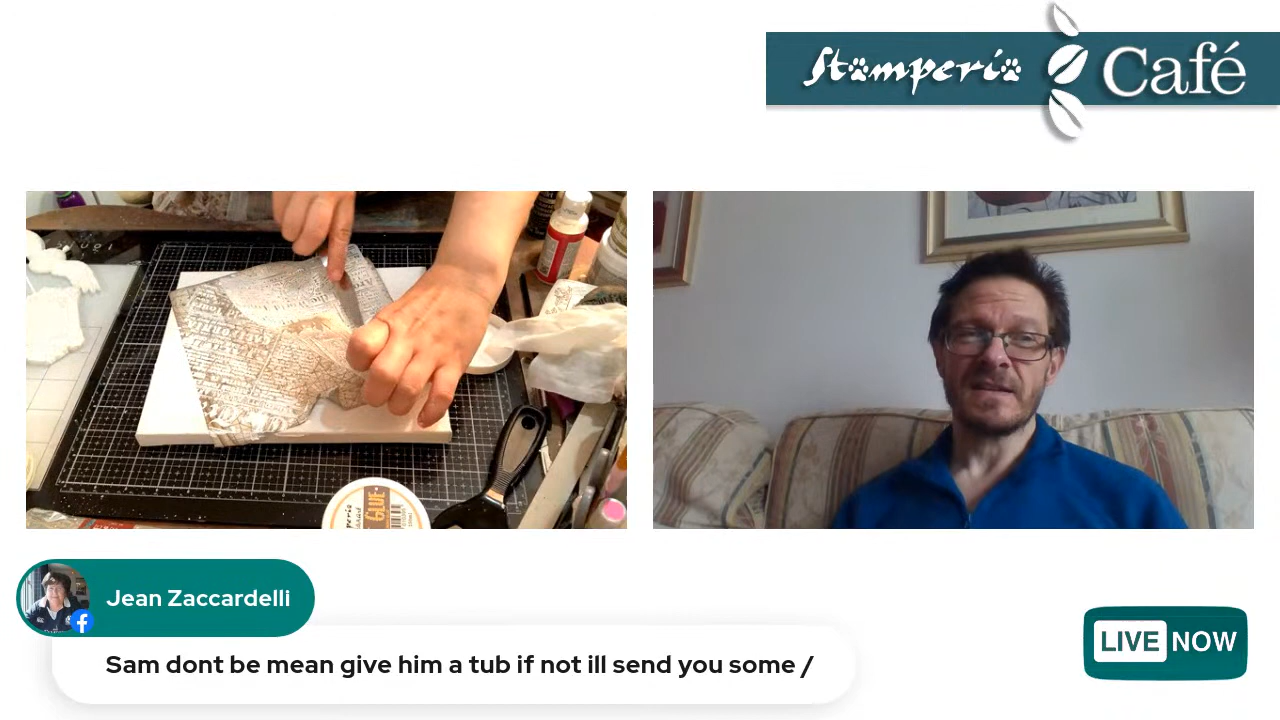 Stamperia Café
GLUE
Jean Zaccardelli
Sam dont be mean give him a tub if not ill send you some /
LIVE NOW